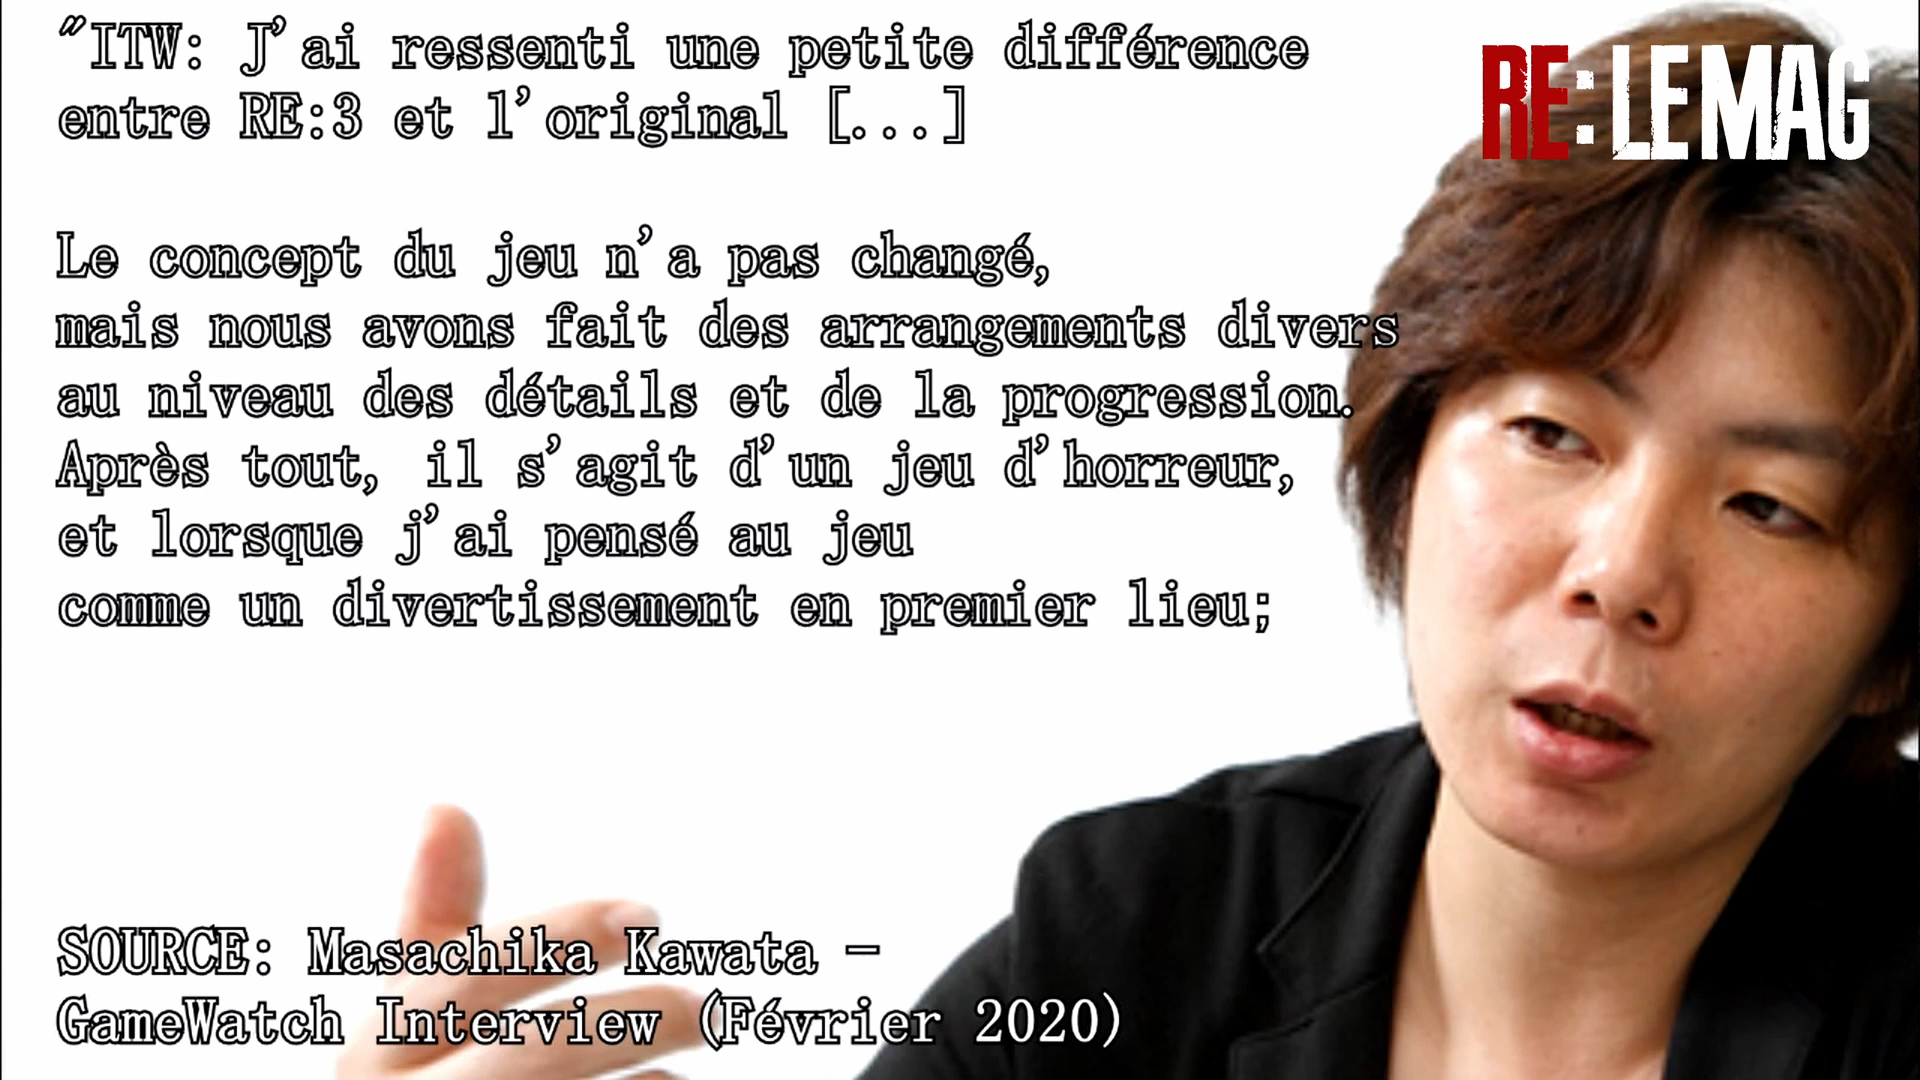 "ITW: J'ai ressenti une petite différence
entre RE:3 et l'original [...]
Le concept du jeu n'a pas changé,
mais nous avons fait des arrangements divers
au niveau des détails et de la progression.
Après tout, il s'agit d'un jeu d'horreur,
et lorsque j'ai pensé au jeu
comme un divertissement en premier lieu;
SOURCE: Masachika Kawata -
GameWatch Interview (Février 2020)
RE:LE MAG